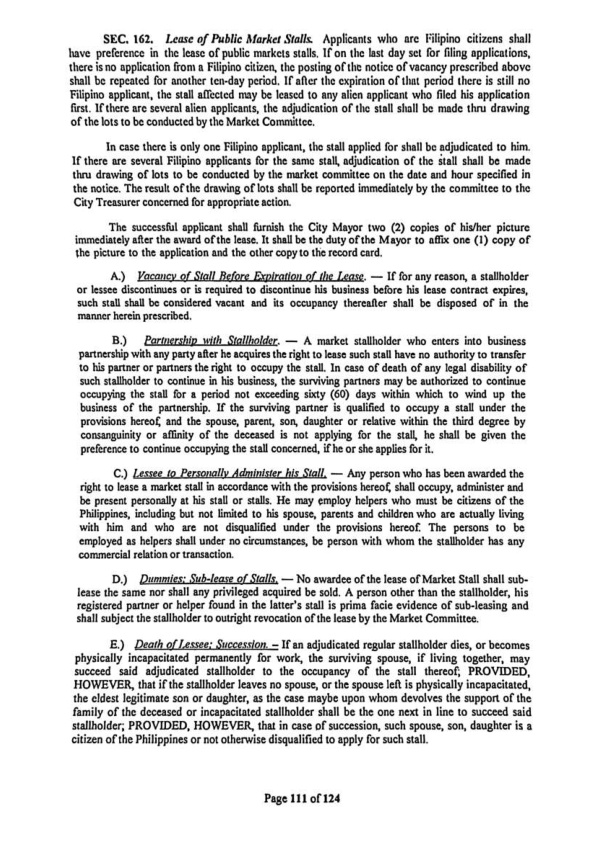 SEC. 162. Lease of Public Market Stalls. Applicants who are Filipino citizens shall
have preference in the lease of public markets stalls. If on the last day set for filing applications,
there is no application from a Filipino citizen, the posting of the notice of vacancy prescribed above
shall be repeated for another ten-day period. If after the expiration of that period there is still no
Filipino applicant, the stall affected may be leased to any alien applicant who filed his application
first. If there are several alien applicants, the adjudication of the stall shall be made thru drawing
of the lots to be conducted by the Market Committee.
In case there is only one Filipino applicant, the stall applied for shall be adjudicated to him.
If there are several Filipino applicants for the same stall, adjudication of the stall shall be made
thru drawing of lots to be conducted by the market committee on the date and hour specified in
the notice. The result of the drawing of lots shall be reported immediately by the committee to the
City Treasurer concerned for appropriate action.
The successful applicant shall furnish the City Mayor two (2) copies of his/her picture
immediately after the award of the lease. It shall be the duty of the Mayor to affix one (1) copy of
the picture to the application and the other copy to the record card.
A.) Vacancy of Stall Before Expiration of the Lease. — If for any reason, a stallholder
or lessee discontinues or is required to discontinue his business before his lease contract expires,
such stall shall be considered vacant and its occupancy thereafter shall be disposed of in the
manner herein prescribed.
B.) Partnership with Stallholder. — A market stallholder who enters into business
partnership with any party after he acquires the right to lease such stall have no authority to transfer
to his partner or partners the right to occupy the stall. In case of death of any legal disability of
such stallholder to continue in his business, the surviving partners may be authorized to continue
occupying the stall for a period not exceeding sixty (60) days within which to wind up the
business of the partnership. If the surviving partner is qualified to occupy a stall under the
provisions hereof, and the spouse, parent, son, daughter or relative within the third degree by
consanguinity or affinity of the deceased is not applying for the stall, he shall be given the
preference to continue occupying the stall concerned, if he or she applies for it.
C.) Lessee to Personally Administer his Stall. — Any person who has been awarded the
right to lease a market stall in accordance with the provisions hereof, shall occupy, administer and
be present personally at his stall or stalls. He may employ helpers who must be citizens of the
Philippines, including but not limited to his spouse, parents and children who are actually living
with him and who are not disqualified under the provisions hereof. The persons to be
employed as helpers shall under no circumstances, be person with whom the stallholder has any
commercial relation or transaction.
D.) Dummies; Sub-lease of Stalls. — No awardee of the lease of Market Stall shall sub-
lease the same nor shall any privileged acquired be sold. A person other than the stallholder, his
registered partner or helper found in the latter's stall is prima facie evidence of sub-leasing and
shall subject the stallholder to outright revocation of the lease by the Market Committee.
E.) Death of Lessee; Succession. – If an adjudicated regular stallholder dies, or becomes
physically incapacitated permanently for work, the surviving spouse, if living together, may
succeed said adjudicated stallholder to the occupancy of the stall thereof; PROVIDED,
HOWEVER, that if the stallholder leaves no spouse, or the spouse left is physically incapacitated,
the eldest legitimate son or daughter, as the case maybe upon whom devolves the support of the
family of the deceased or incapacitated stallholder shall be the one next in line to succeed said
stallholder; PROVIDED, HOWEVER, that in case of succession, such spouse, son, daughter is a
citizen of the Philippines or not otherwise disqualified to apply for such stall.
Page 111 of 124